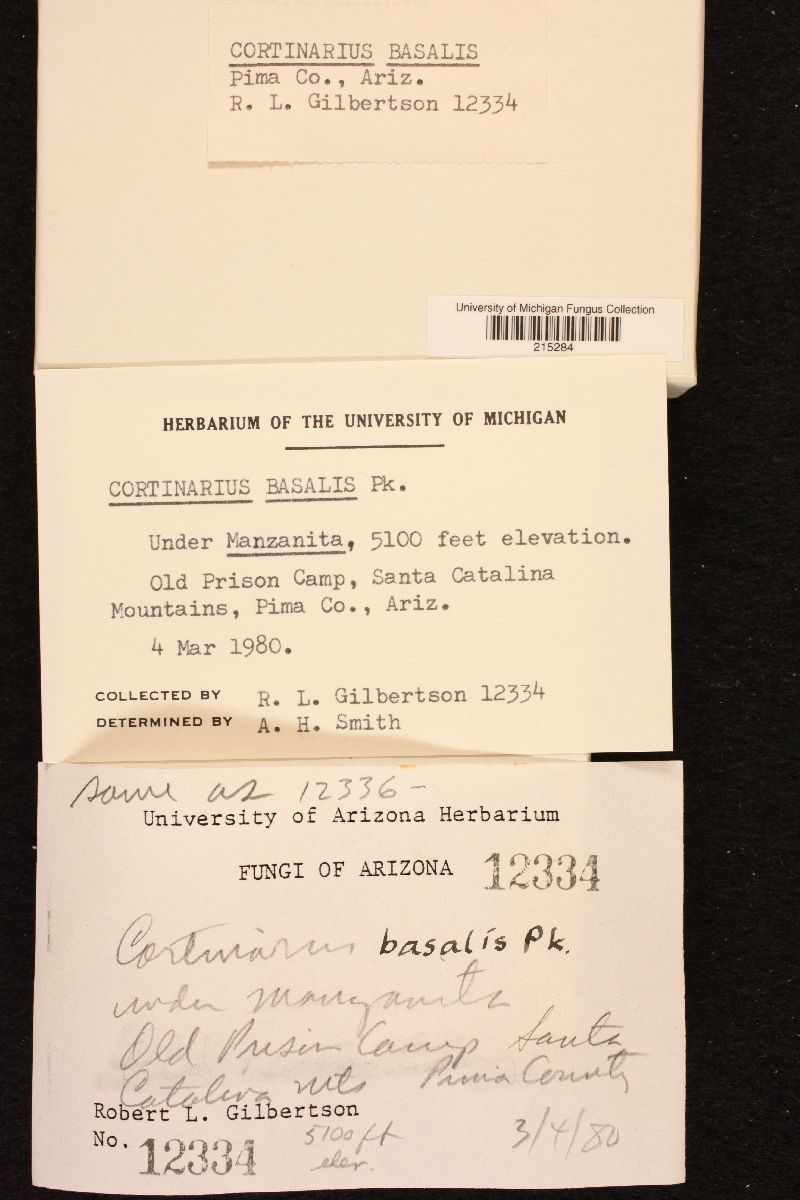 CORTINARIUS BASALIS
Pima Co., Ariz.
R. L. Gilbertson 12334
University of Michigan Fungus Collection
215284
HERBARIUM OF THE UNIVERSITY OF MICHIGAN
CORTINARIUS BASALIS Pk.
Under Manzanita, 5100 feet elevation.
Old Prison Camp, Santa Catalina
Mountains, Pima Co., Ariz.
4 Mar 1980.
COLLECTED BY R. L. Gilbertson 12334
DETERMINED BY A. H. Smith
same as 12336 -
University of Arizona Herbarium
FUNGI OF ARIZONA 12334
Cortinarius basalis Pk.
under manzanita
Old Prison Camp Santa
Catalina Mts Pima County
Robert L. Gilbertson
No. 12334
5100 ft
elev.
3/4/80